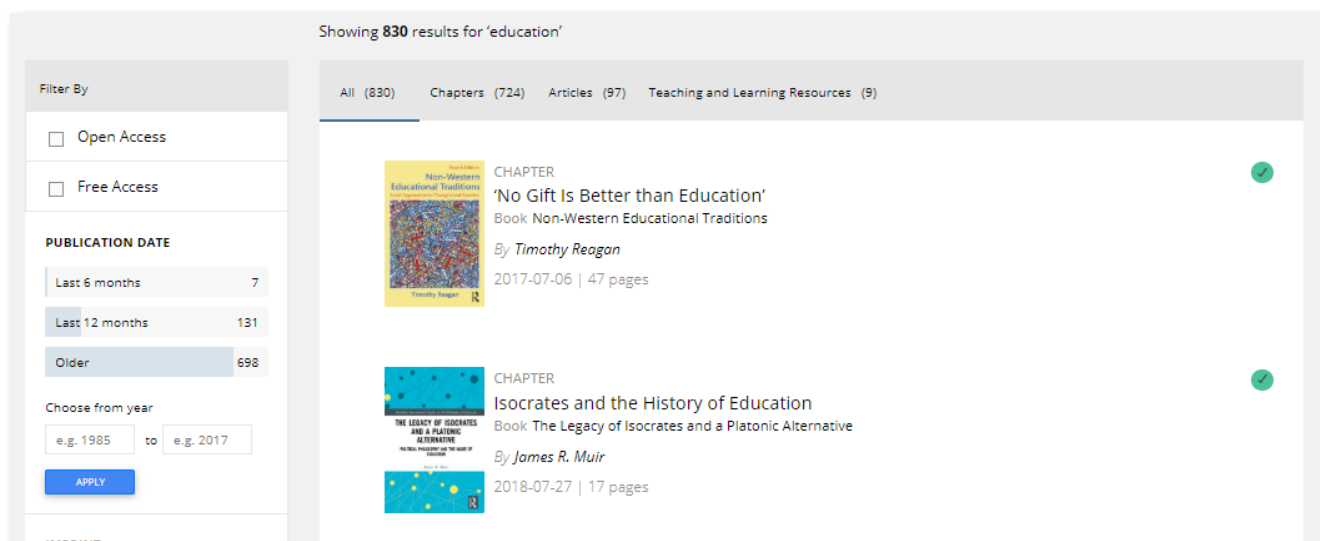 Showing 830 results for ‘education’
Filter By
Open Access
Free Access
PUBLICATION DATE
Last 6 months 7
Last 12 months 131
Older 698
Choose from year
e.g. 1985 to e.g. 2017
APPLY
All (830) Chapters (724) Articles (97) Teaching and Learning Resources (9)
Non-Western
Educational Traditions
Timothy Reagan
CHAPTER
‘No Gift Is Better than Education’
Book Non-Western Educational Traditions
By Timothy Reagan
2017-07-06 | 47 pages
THE LEGACY OF ISOCRATES
AND A PLATONIC
ALTERNATIVE
CHAPTER
Isocrates and the History of Education
Book The Legacy of Isocrates and a Platonic Alternative
By James R. Muir
2018-07-27 | 17 pages